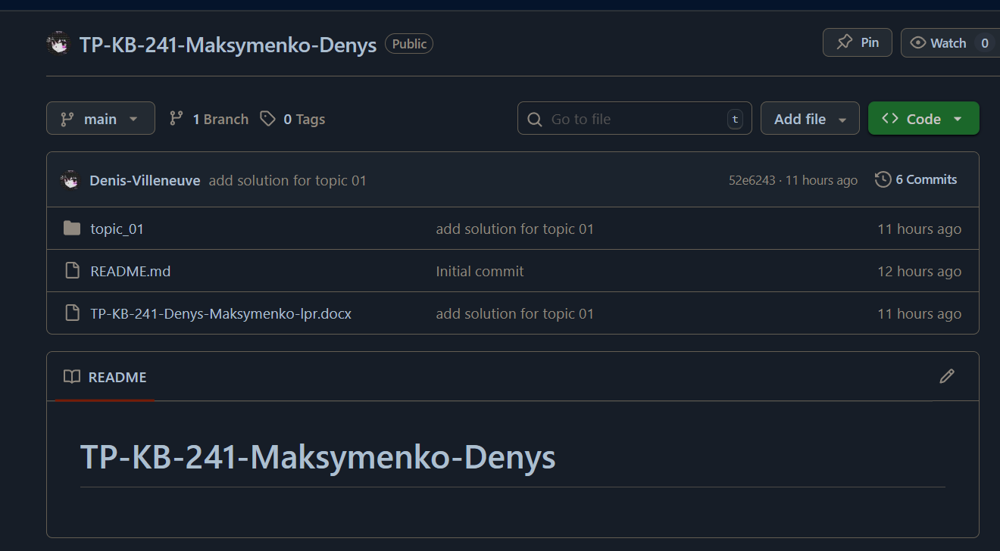 TP-KB-241-Maksymenko-Denys Public Pin Watch 0
main 1 Branch 0 Tags Go to file t Add file Code
Denis-Villeneuve add solution for topic 01 52e6243 · 11 hours ago 6 Commits
topic_01 add solution for topic 01 11 hours ago
README.md Initial commit 12 hours ago
TP-KB-241-Denys-Maksymenko-lpr.docx add solution for topic 01 11 hours ago
README
TP-KB-241-Maksymenko-Denys